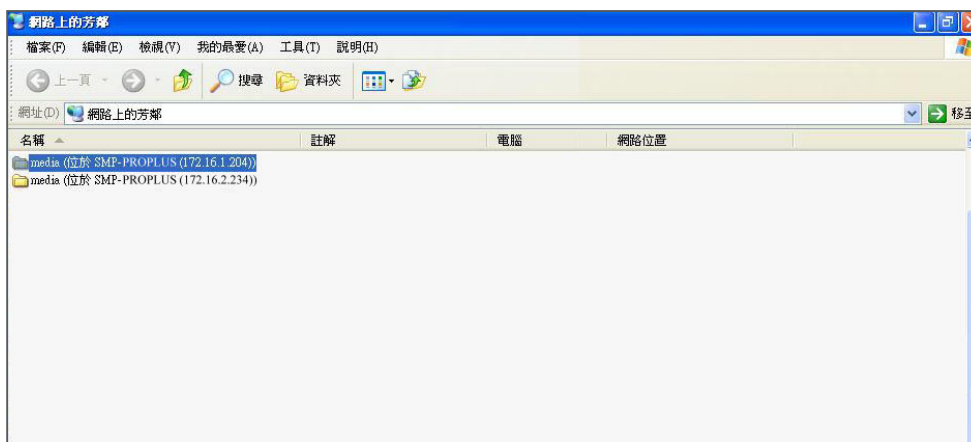 網路上的芳鄰
檔案(F) 編輯(E) 檢視(V) 我的最愛(A) 工具(T) 說明(H)
上一頁 搜尋 資料夾
網址(D) 網路上的芳鄰 移至
名稱 註解 電腦 網路位置
media (位於 SMP-PROPLUS (172.16.1.204))
media (位於 SMP-PROPLUS (172.16.2.234))